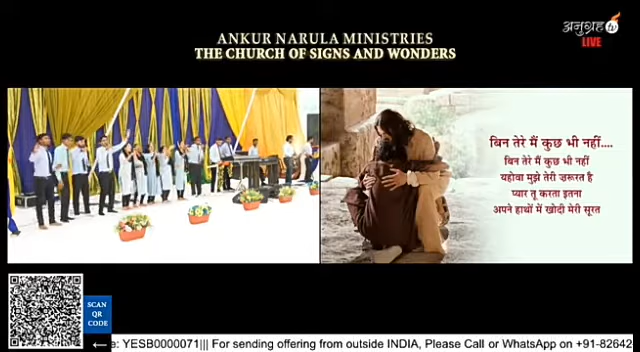 ANKUR NARULA MINISTRIES
THE CHURCH OF SIGNS AND WONDERS
अनुग्रह tv
LIVE
बिन तेरे मैं कुछ भी नहीं....
बिन तेरे मैं कुछ भी नहीं
यहोवा मुझे तेरी ज़रूरत है
प्यार तू करता इतना
अपने हाथों में खोदी मेरी सूरत
SCAN
QR
CODE
e: YESB0000071||| For sending offering from outside INDIA, Please Call or WhatsApp on +91-82642